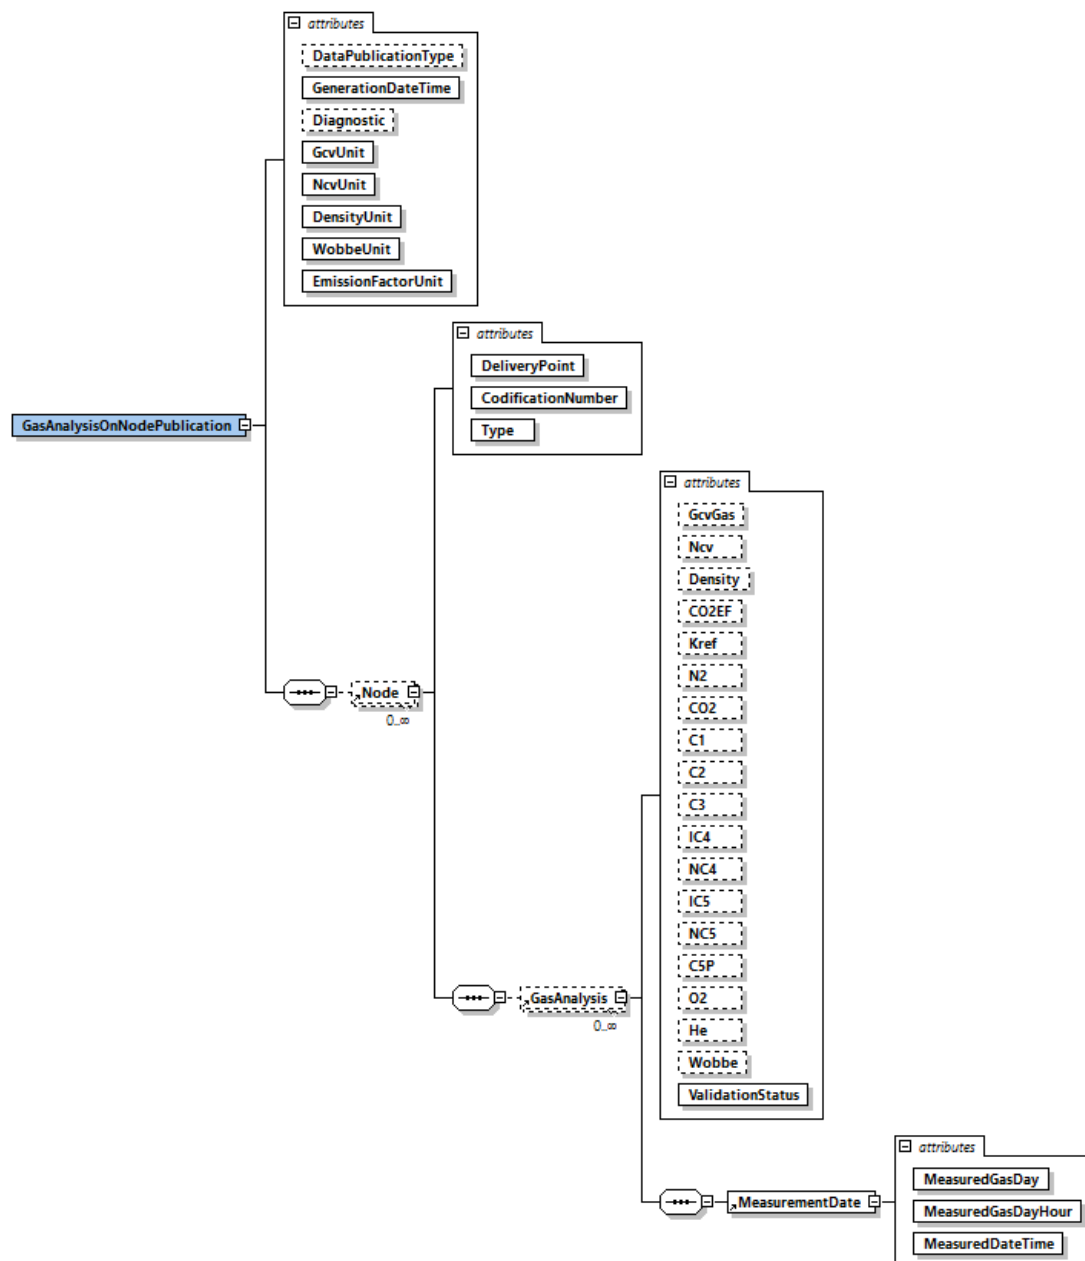 attributes
DataPublicationType
GenerationDateTime
Diagnostic
GcvUnit
NcvUnit
DensityUnit
WobbeUnit
EmissionFactorUnit
attributes
DeliveryPoint
CodificationNumber
Type
GasAnalysisOnNodePublication
attributes
GcvGas
Ncv
Density
CO2EF
Kref
N2
CO2
C1
C2
C3
IC4
NC4
IC5
NC5
C5P
O2
He
Wobbe
ValidationStatus
Node
0..∞
GasAnalysis
0..∞
attributes
MeasuredGasDay
MeasuredGasDayHour
MeasuredDateTime
MeasurementDate